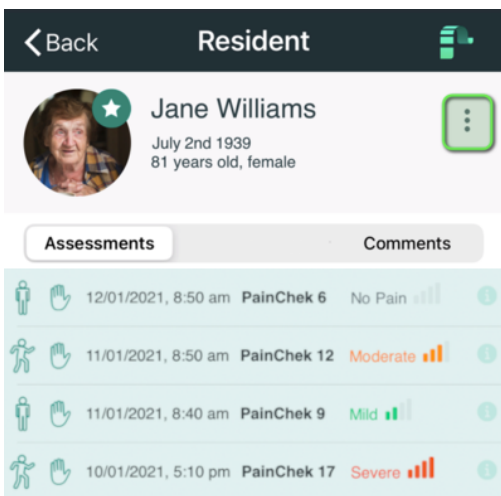 Back Resident
Jane Williams
July 2nd 1939
81 years old, female
Assessments Comments
12/01/2021, 8:50 am PainChek 6 No Pain
11/01/2021, 8:50 am PainChek 12 Moderate
11/01/2021, 8:40 am PainChek 9 Mild
10/01/2021, 5:10 pm PainChek 17 Severe